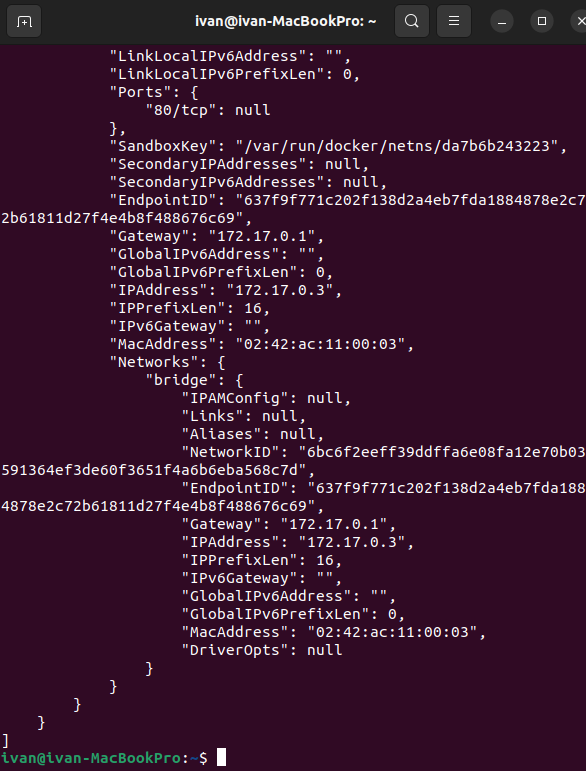 ivan@ivan-MacBookPro: ~
            "LinkLocalIPv6Address": "",
            "LinkLocalIPv6PrefixLen": 0,
            "Ports": {
                "80/tcp": null
            },
            "SandboxKey": "/var/run/docker/netns/da7b6b243223",
            "SecondaryIPAddresses": null,
            "SecondaryIPv6Addresses": null,
            "EndpointID": "637f9f771c202f138d2a4eb7fda1884878e2c7
2b61811d27f4e4b8f488676c69",
            "Gateway": "172.17.0.1",
            "GlobalIPv6Address": "",
            "GlobalIPv6PrefixLen": 0,
            "IPAddress": "172.17.0.3",
            "IPPrefixLen": 16,
            "IPv6Gateway": "",
            "MacAddress": "02:42:ac:11:00:03",
            "Networks": {
                "bridge": {
                    "IPAMConfig": null,
                    "Links": null,
                    "Aliases": null,
                    "NetworkID": "6bc6f2eeff39ddffa6e08fa12e70b03
591364ef3de60f3651f4a6b6eba568c7d",
                    "EndpointID": "637f9f771c202f138d2a4eb7fda188
4878e2c72b61811d27f4e4b8f488676c69",
                    "Gateway": "172.17.0.1",
                    "IPAddress": "172.17.0.3",
                    "IPPrefixLen": 16,
                    "IPv6Gateway": "",
                    "GlobalIPv6Address": "",
                    "GlobalIPv6PrefixLen": 0,
                    "MacAddress": "02:42:ac:11:00:03",
                    "DriverOpts": null
                }
            }
        }
    }
]
ivan@ivan-MacBookPro:~$